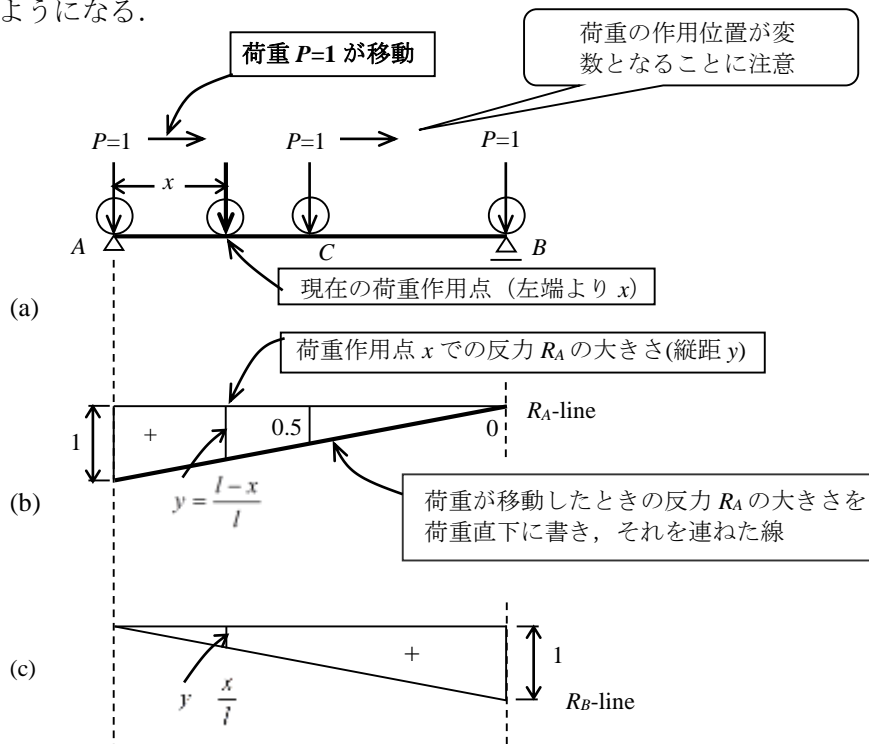 ようになる．
荷重 P=1 が移動
荷重の作用位置が変
数となることに注意
P=1
P=1
P=1
x
A
C
B
現在の荷重作用点（左端より x）
(a)
荷重作用点 x での反力 RA の大きさ(縦距 y)
RA-line
1
+
0.5
0
(b)
y = l − x / l
荷重が移動したときの反力 RA の大きさを
荷重直下に書き，それを連ねた線
(c)
+
1
y x / l
RB-line